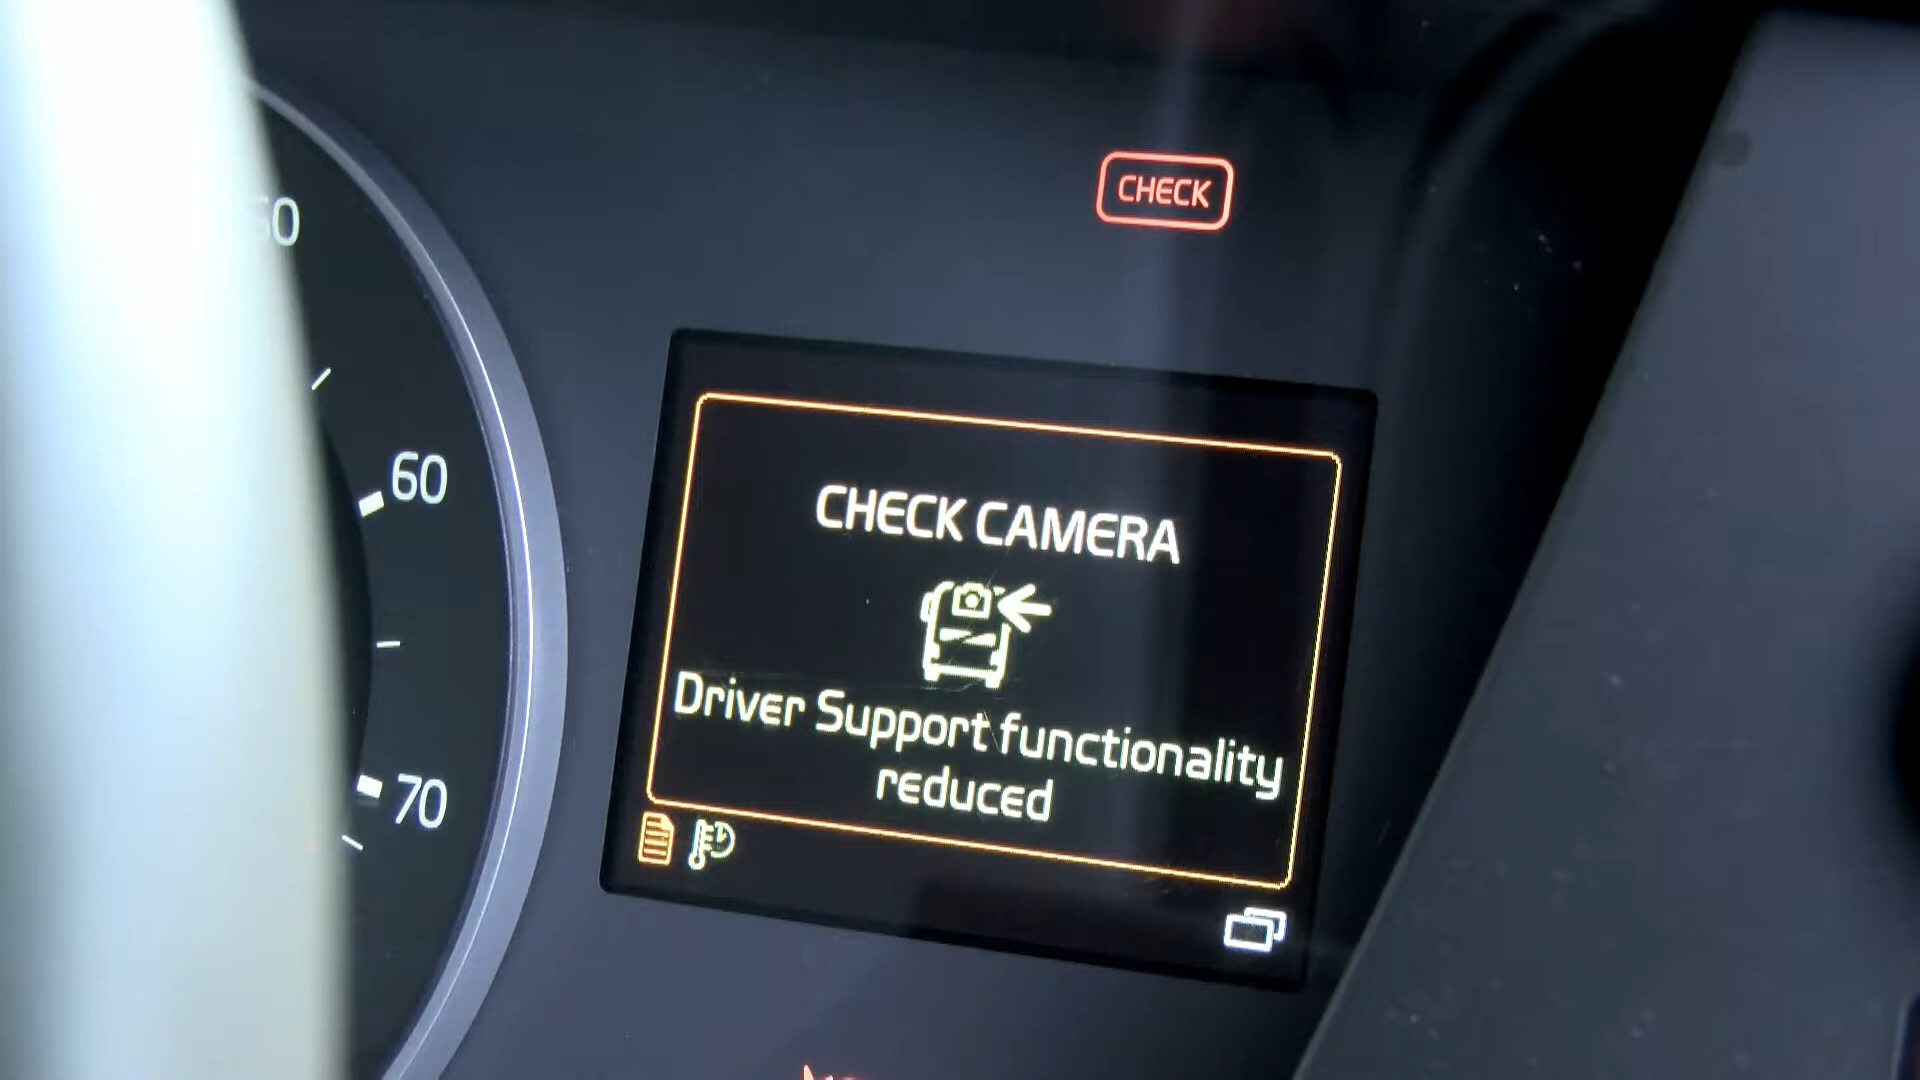 CHECK
60
70
CHECK CAMERA
Driver Support functionality
reduced